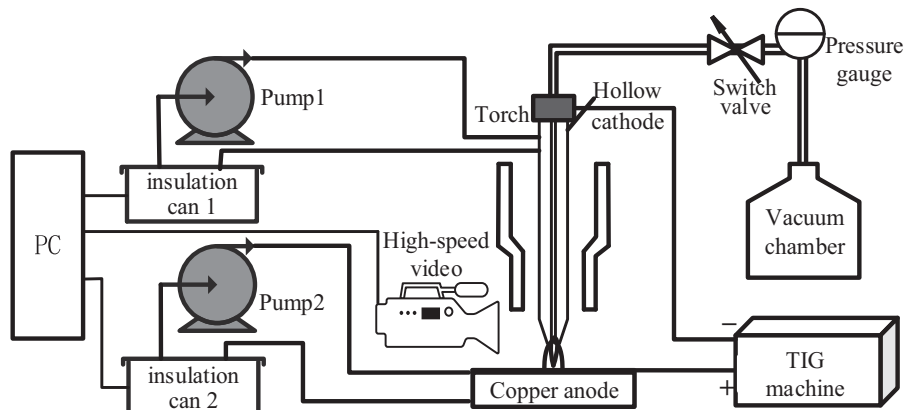 Pressure
gauge
Pump1
Hollow
cathode
Switch
valve
Torch
insulation
can 1
Vacuum
chamber
PC
High-speed
video
Pump2
TIG
machine
−
+
insulation
can 2
Copper anode